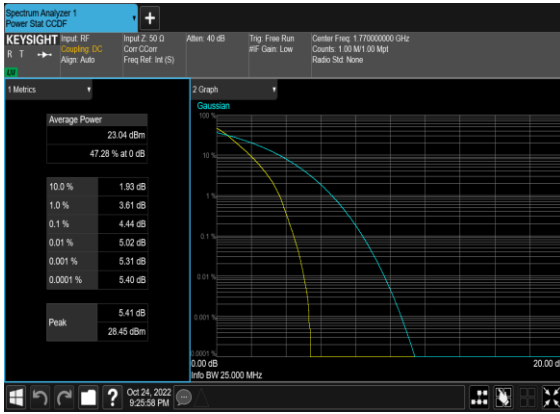 Spectrum Analyzer 1
Power Stat CCDF
KEYSIGHT
R T
LXI
Input: RF
Coupling: DC
Align: Auto
Input Z: 50 Ω
Corr CCorr
Freq Ref: Int (S)
Atten: 40 dB
Trig: Free Run
#IF Gain: Low
Center Freq: 1.770000000 GHz
Counts: 1.00 M/1.00 Mpt
Radio Std: None
1 Metrics
Average Power
23.04 dBm
47.28 % at 0 dB
10.0 % 1.93 dB
1.0 % 3.61 dB
0.1 % 4.44 dB
0.01 % 5.02 dB
0.001 % 5.31 dB
0.0001 % 5.40 dB
Peak
5.41 dB
28.45 dBm
2 Graph
Gaussian
100 %
10 %
1 %
0.1 %
0.01 %
0.001 %
0.0001 %
0.00 dB
20.00 d
Info BW 25.000 MHz
?
Oct 24, 2022
9:25:58 PM